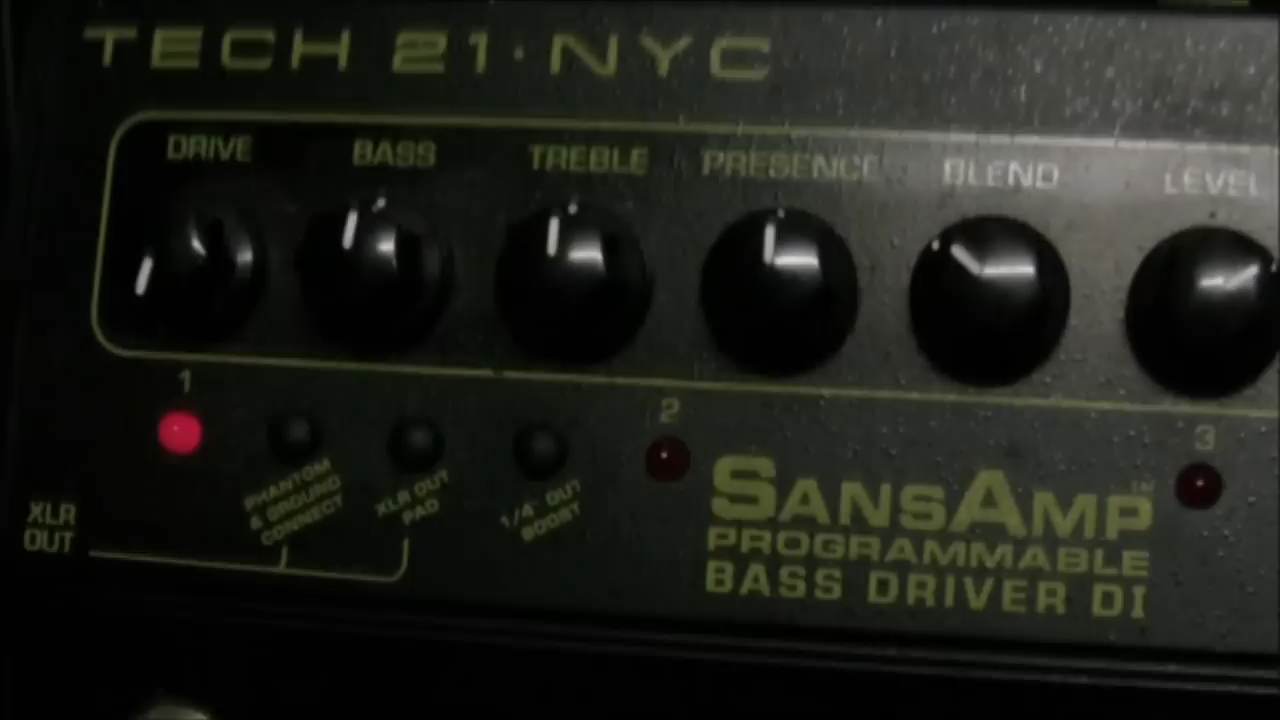 TECH 21·NYC
DRIVE BASS TREBLE PRESENCE BLEND LEVEL
1 2 3
PHANTOM
& GROUND
CONNECT
XLR OUT
PAD
1/4" OUT
BOOST
XLR
OUT
SANSAMP™
PROGRAMMABLE
BASS DRIVER DI